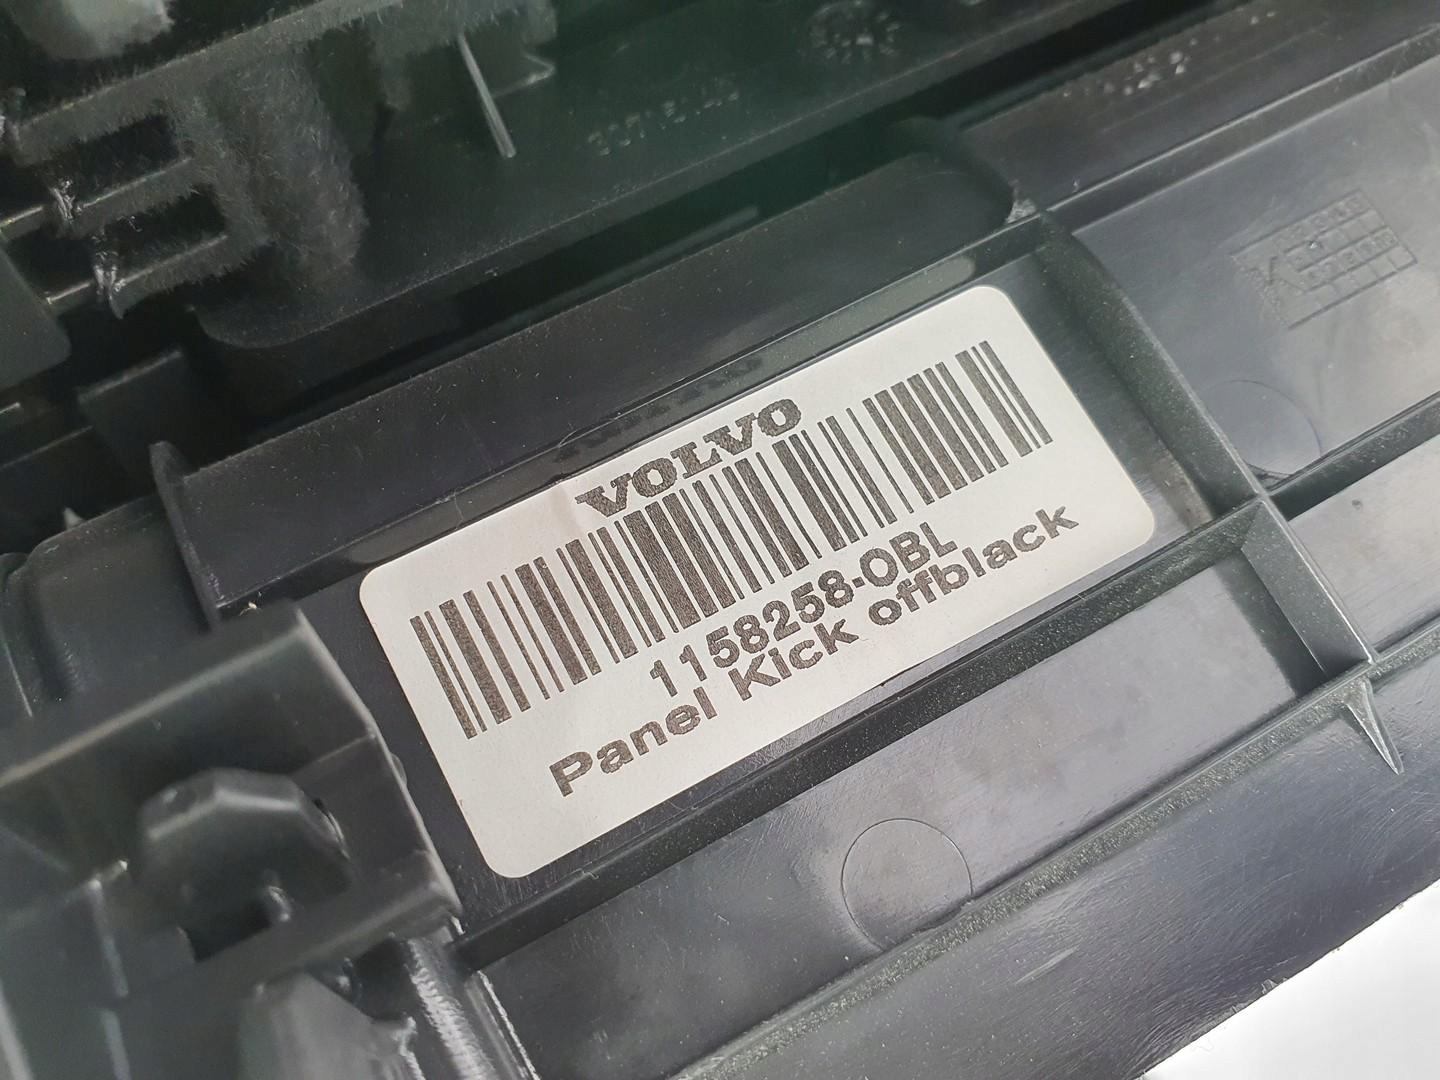 VOLVO
1158258-OBL
Panel Kick offblack